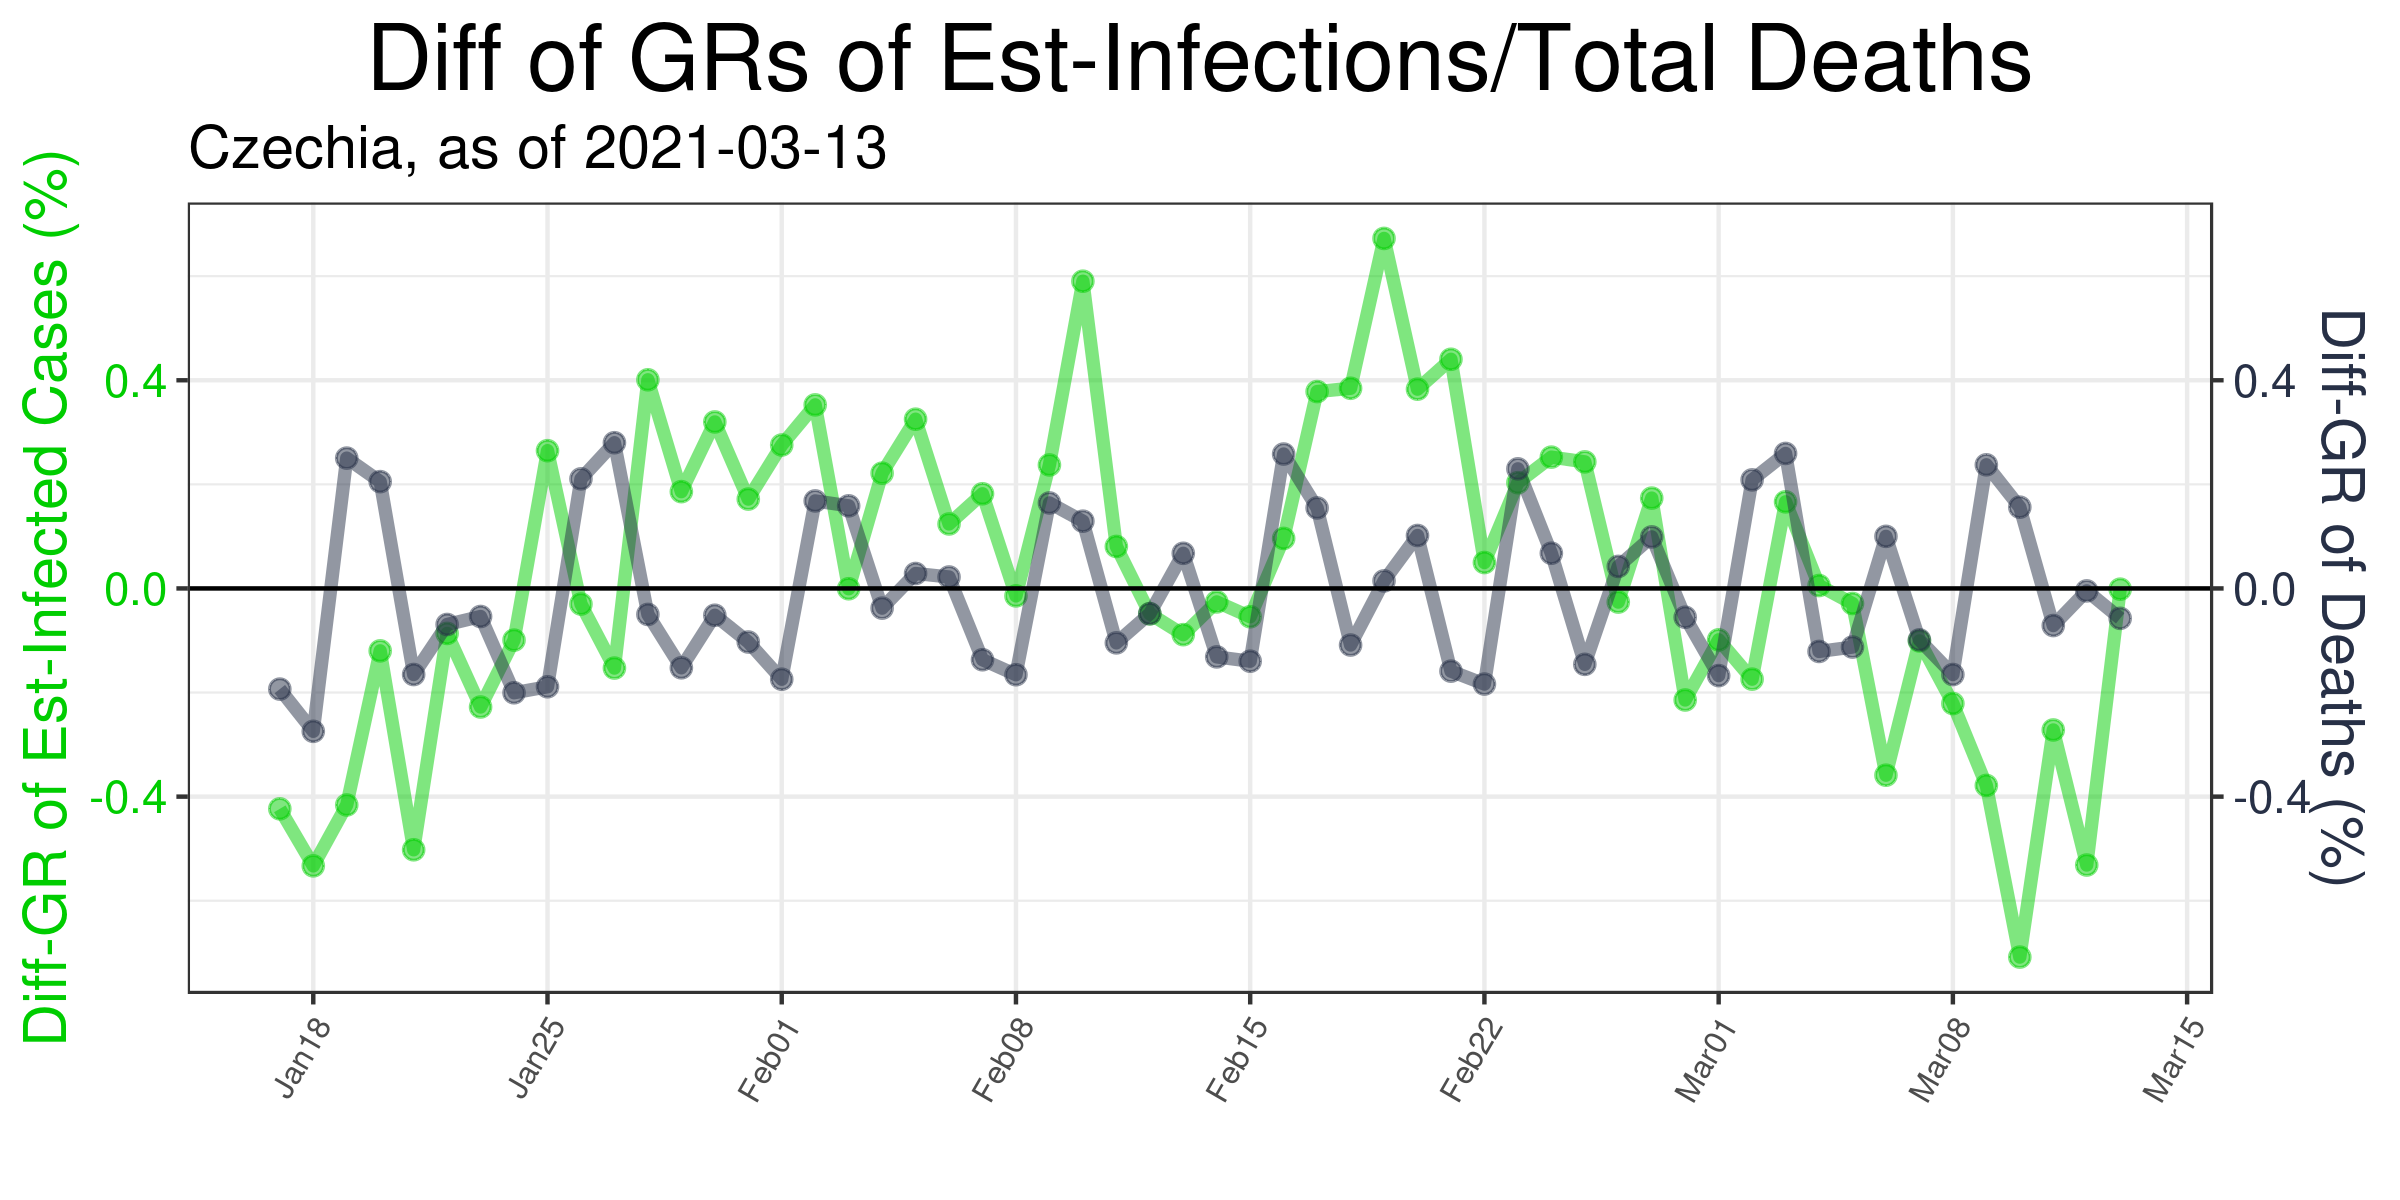 Diff of GRs of Est-Infections/Total Deaths
Czechia, as of 2021-03-13
Diff-GR of Est-Infected Cases (%)
0.4
0.0
-0.4
0.4
0.0
-0.4
Diff-GR of Deaths (%)
Jan18
Jan25
Feb01
Feb08
Feb15
Feb22
Mar01
Mar08
Mar15